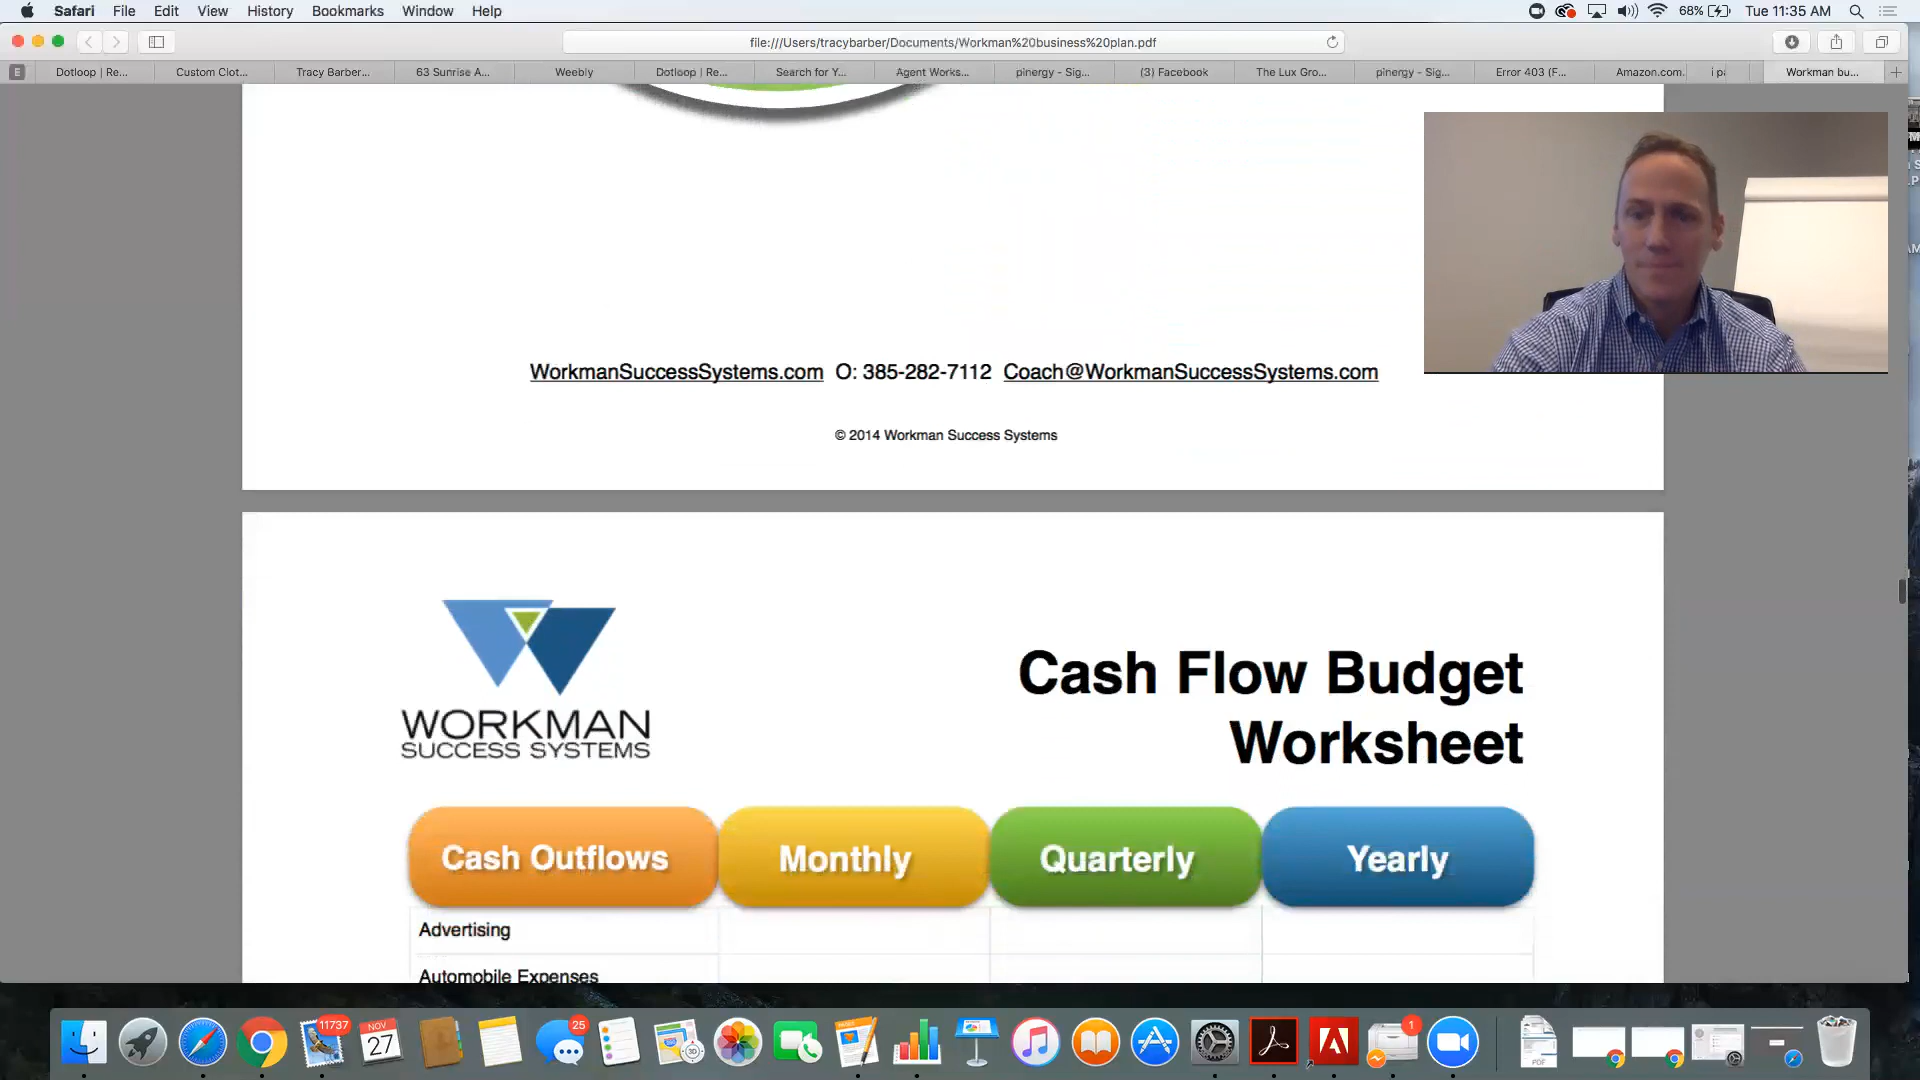 Safari File Edit View History Bookmarks Window Help 68% Tue 11:35 AM
file:///Users/tracybarber/Documents/Workman%20business%20plan.pdf
E Dotloop | Re... Custom Clot... Tracy Barber... 63 Sunrise A... Weebly Dotloop | Re... Search for Y... Agent Works... pinergy - Sig... (3) Facebook The Lux Gro... pinergy - Sig... Error 403 (F... Amazon.com. i pa Workman bu...
WorkmanSuccessSystems.com O: 385-282-7112 Coach@WorkmanSuccessSystems.com
© 2014 Workman Success Systems
WORKMAN
SUCCESS SYSTEMS
Cash Flow Budget
Worksheet
Cash Outflows Monthly Quarterly Yearly
Advertising
Automobile Expenses
11737 NOV 27 25 PAGES 3D 1
PDF